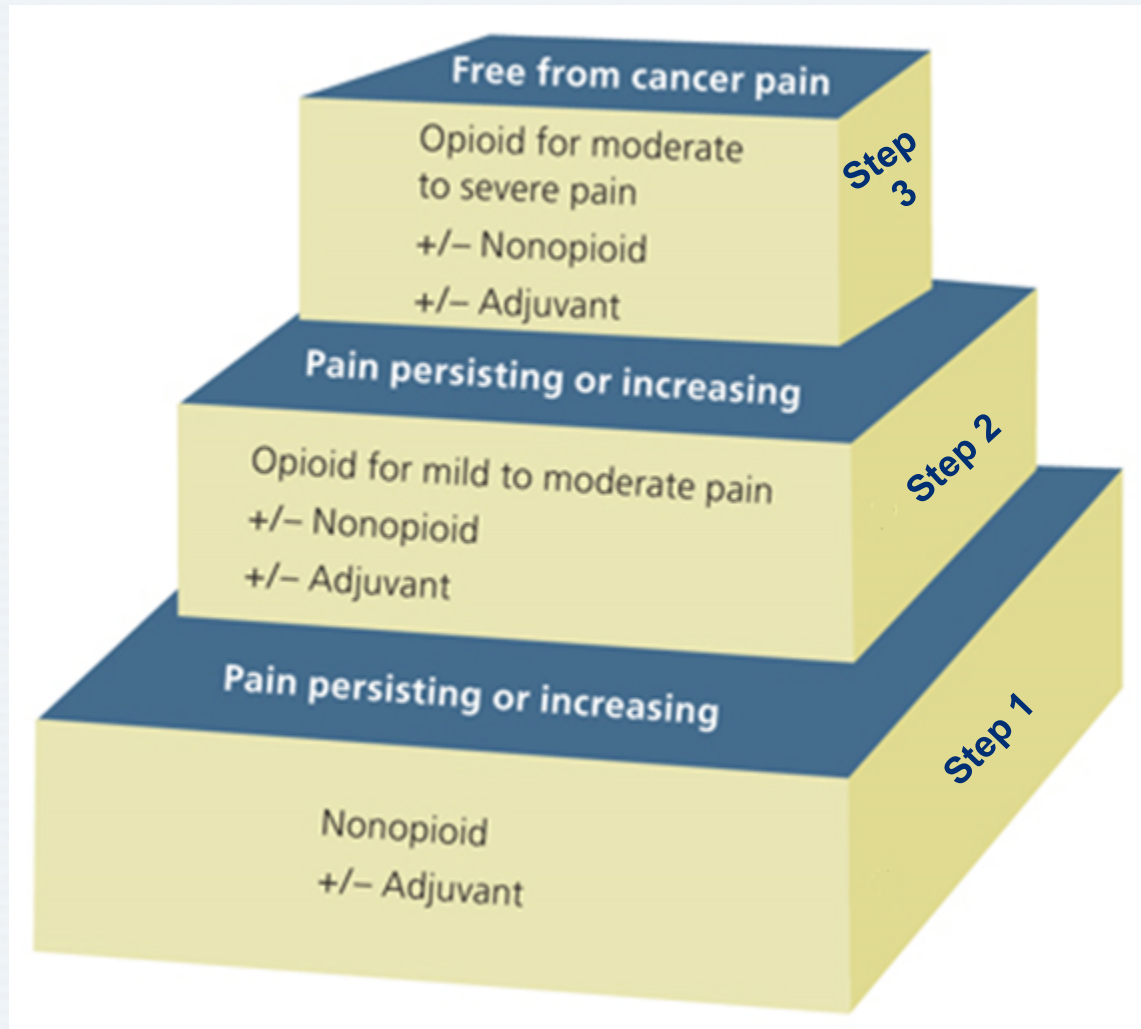 Free from cancer pain
Opioid for moderate
to severe pain
+/– Nonopioid
+/– Adjuvant
Step
3
Pain persisting or increasing
Opioid for mild to moderate pain
+/– Nonopioid
+/– Adjuvant
Step 2
Pain persisting or increasing
Nonopioid
+/– Adjuvant
Step 1